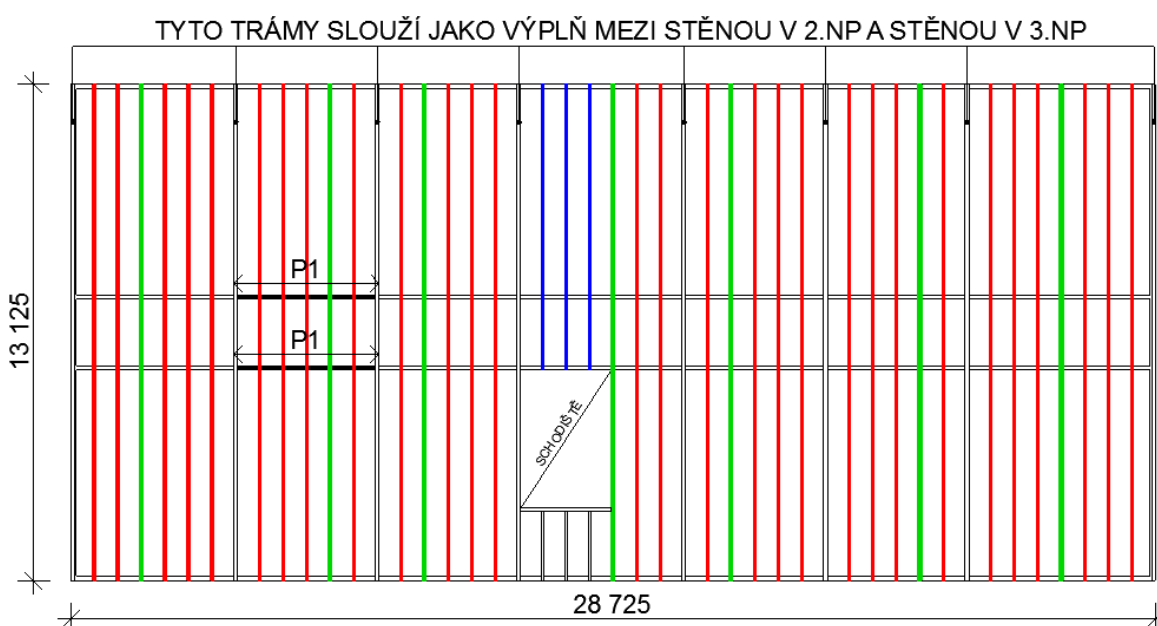 TYTO TRÁMY SLOUŽÍ JAKO VÝPLŇ MEZI STĚNOU V 2.NP A STĚNOU V 3.NP
P1
13 125
P1
SCHODIŠTĚ
28 725